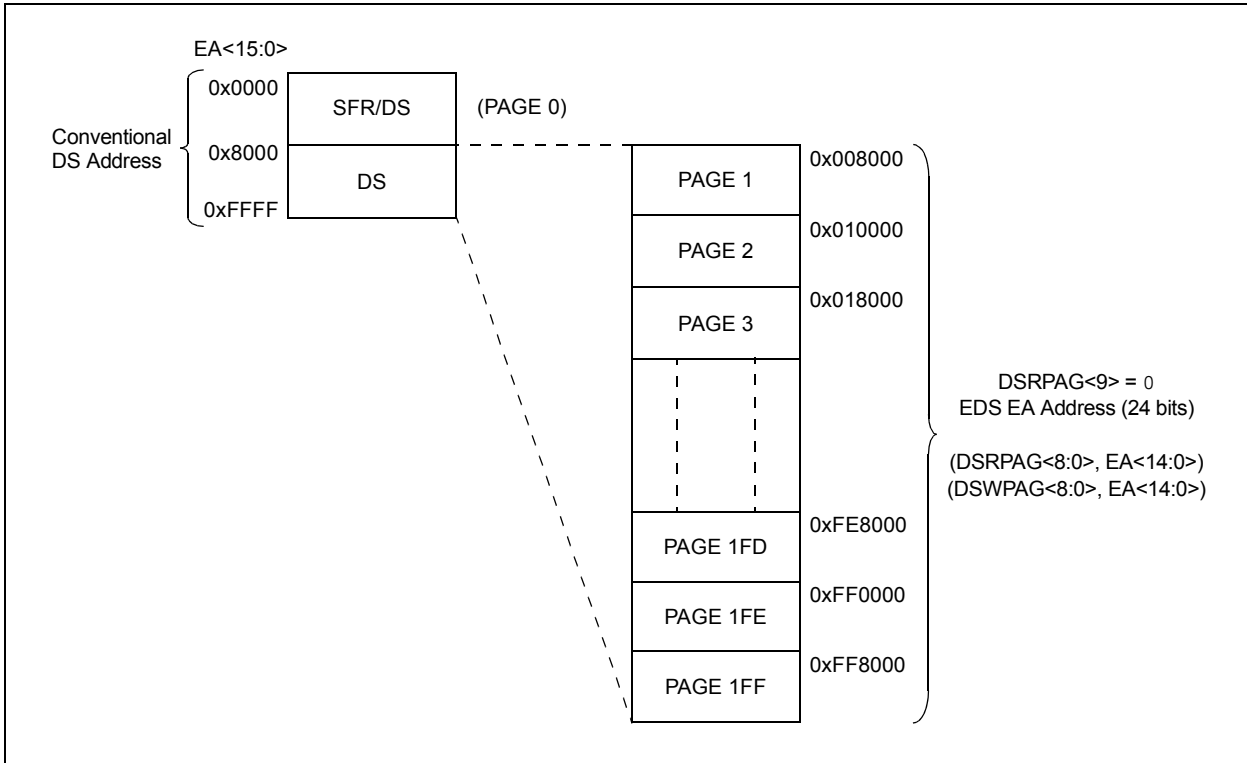 EA<15:0>
0x0000
SFR/DS
(PAGE 0)
Conventional
DS Address
0x8000
DS
0xFFFF
PAGE 1
0x008000
PAGE 2
0x010000
PAGE 3
0x018000
DSRPAG<9> = 0
EDS EA Address (24 bits)
(DSRPAG<8:0>, EA<14:0>)
(DSWPAG<8:0>, EA<14:0>)
PAGE 1FD
0xFE8000
PAGE 1FE
0xFF0000
PAGE 1FF
0xFF8000